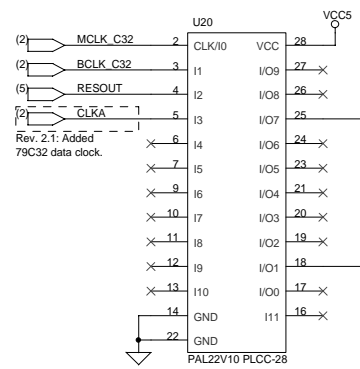 U20
VCC5
(2) MCLK_C32 2 CLK/I0 VCC 28
(2) BCLK_C32 3 I1 I/O9 27
(5) RESOUT 4 I2 I/O8 26
(2) CLKA 5 I3 I/O7 25
Rev. 2.1: Added
79C32 data clock.
6 I4 I/O6 24
7 I5 I/O5 23
9 I6 I/O4 21
10 I7 I/O3 20
11 I8 I/O2 19
12 I9 I/O1 18
13 I10 I/O0 17
14 GND I11 16
22 GND
PAL22V10 PLCC-28